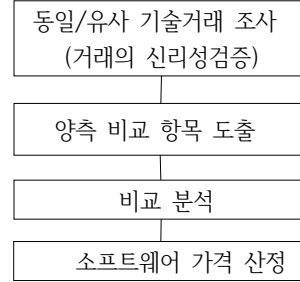 동일/유사 기술거래 조사
(거래의 신리성검증)
양측 비교 항목 도출
비교 분석
소프트웨어 가격 산정